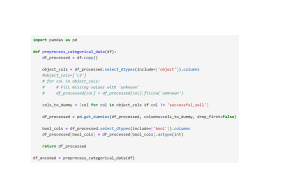 import pandas as pd
def preprocess_categorical_data(df):
df_processed = df.copy()
object_cols = df_processed.select_dtypes(include=['object']).columns
# for col in object_cols:
# # Fill missing values with 'unknown'
# df_processed[col] = df_processed[col].fillna('unknown')
cols_to_dummy = [col for col in object_cols if col != 'successful_sell']
df_processed = pd.get_dummies(df_processed, columns=cols_to_dummy, drop_first=False)
bool_cols = df_processed.select_dtypes(include=['bool']).columns
df_processed[bool_cols] = df_processed[bool_cols].astype(int)
return df_processed
df_encoded = preprocess_categorical_data(df)